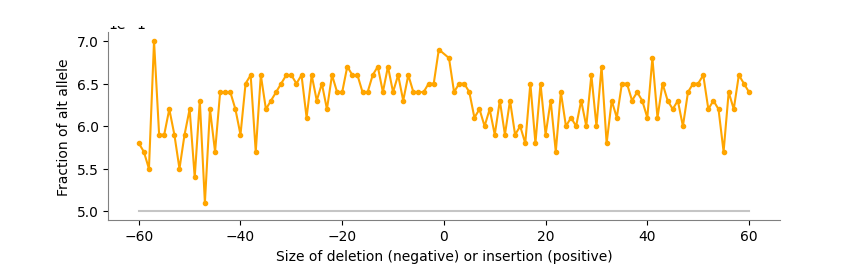 7.0
6.5
6.0
5.5
5.0
Fraction of alt allele
−60 −40 −20 0 20 40 60
Size of deletion (negative) or insertion (positive)